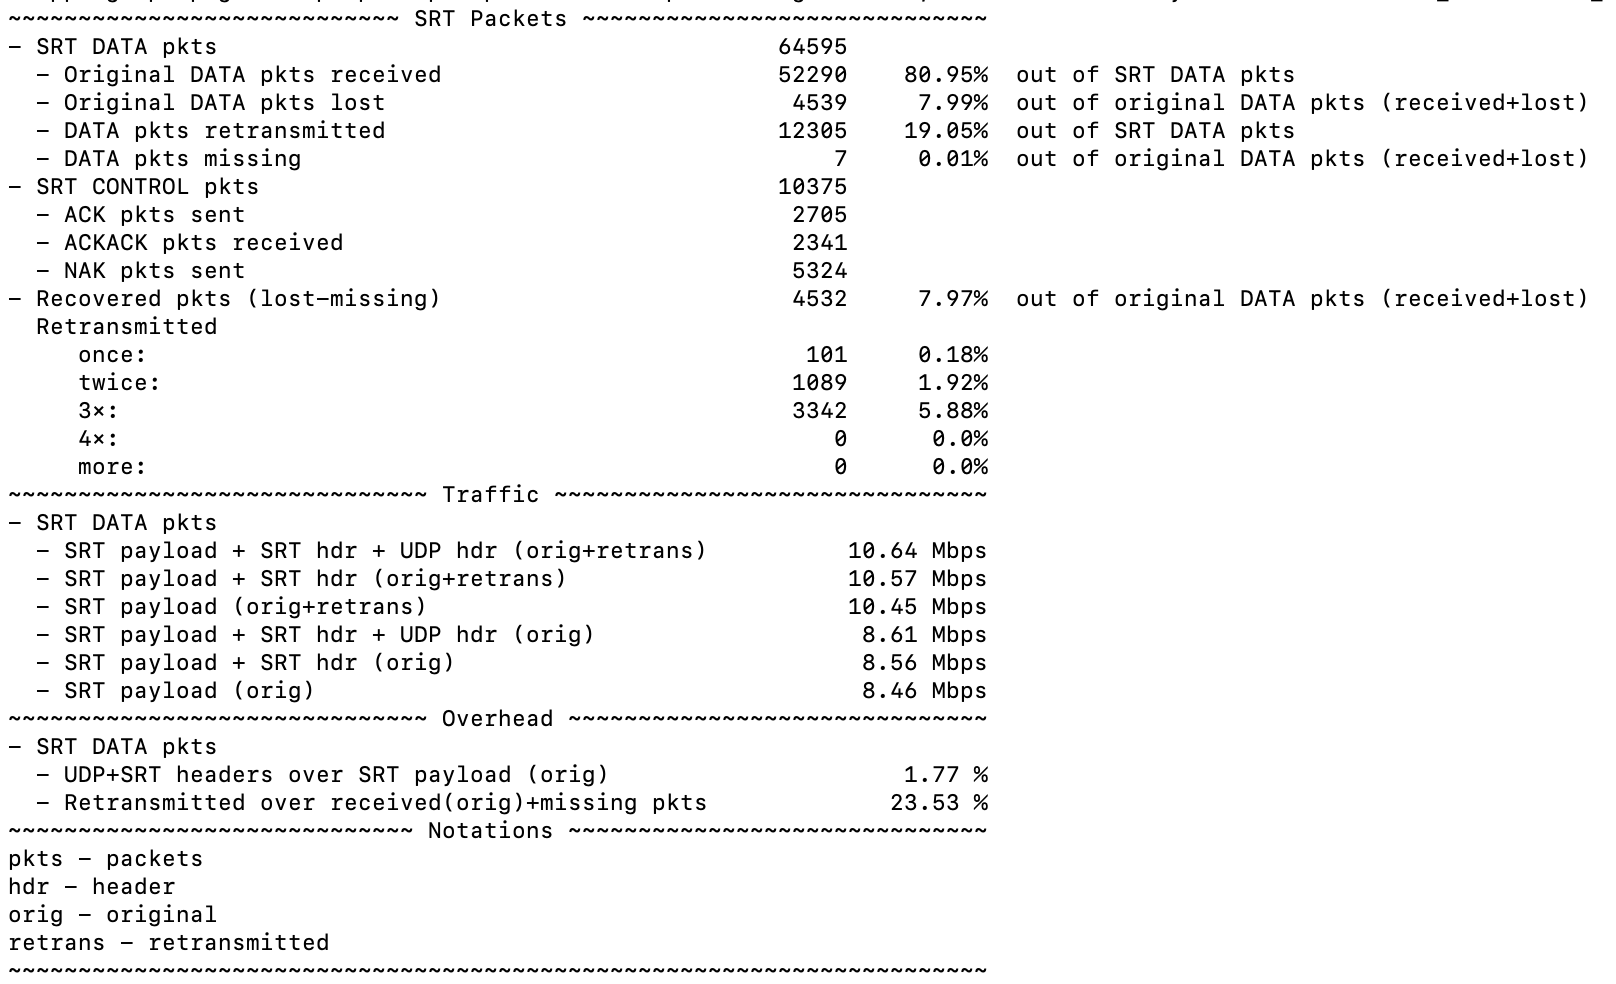 ~~~~~~~~~~~~~~~~~~~~~~~~~~~~ SRT Packets ~~~~~~~~~~~~~~~~~~~~~~~~~~~~~
- SRT DATA pkts 64595
- Original DATA pkts received 52290 80.95% out of SRT DATA pkts
- Original DATA pkts lost 4539 7.99% out of original DATA pkts (received+lost)
- DATA pkts retransmitted 12305 19.05% out of SRT DATA pkts
- DATA pkts missing 7 0.01% out of original DATA pkts (received+lost)
- SRT CONTROL pkts 10375
- ACK pkts sent 2705
- ACKACK pkts received 2341
- NAK pkts sent 5324
- Recovered pkts (lost-missing) 4532 7.97% out of original DATA pkts (received+lost)
Retransmitted
once: 101 0.18%
twice: 1089 1.92%
3×: 3342 5.88%
4×: 0 0.0%
more: 0 0.0%
~~~~~~~~~~~~~~~~~~~~~~~~~~~~~~ Traffic ~~~~~~~~~~~~~~~~~~~~~~~~~~~~~~~
- SRT DATA pkts
- SRT payload + SRT hdr + UDP hdr (orig+retrans) 10.64 Mbps
- SRT payload + SRT hdr (orig+retrans) 10.57 Mbps
- SRT payload (orig+retrans) 10.45 Mbps
- SRT payload + SRT hdr + UDP hdr (orig) 8.61 Mbps
- SRT payload + SRT hdr (orig) 8.56 Mbps
- SRT payload (orig) 8.46 Mbps
~~~~~~~~~~~~~~~~~~~~~~~~~~~~~~ Overhead ~~~~~~~~~~~~~~~~~~~~~~~~~~~~~~
- SRT DATA pkts
- UDP+SRT headers over SRT payload (orig) 1.77 %
- Retransmitted over received(orig)+missing pkts 23.53 %
~~~~~~~~~~~~~~~~~~~~~~~~~~~~~ Notations ~~~~~~~~~~~~~~~~~~~~~~~~~~~~~~
pkts - packets
hdr - header
orig - original
retrans - retransmitted
~~~~~~~~~~~~~~~~~~~~~~~~~~~~~~~~~~~~~~~~~~~~~~~~~~~~~~~~~~~~~~~~~~~~~~